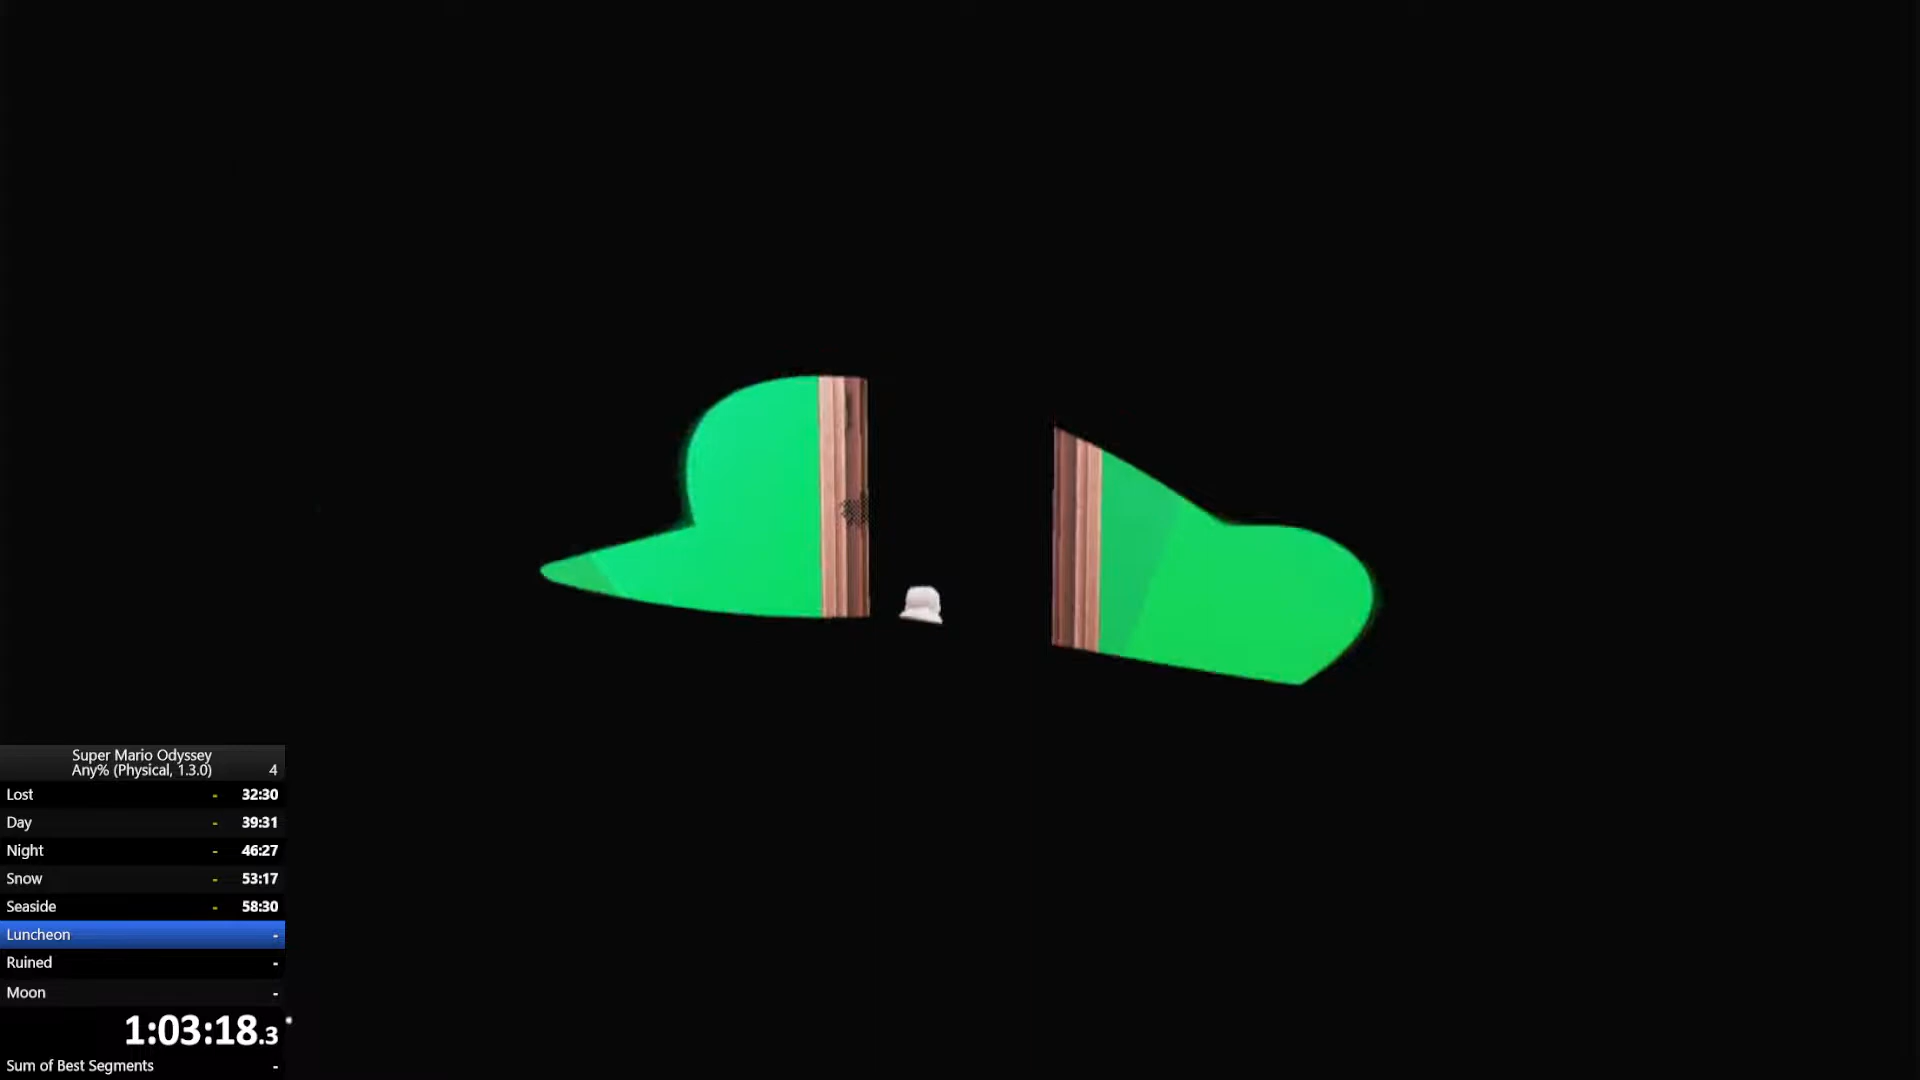 Super Mario Odyssey
Any% (Physical, 1.3.0) 4
Lost - 32:30
Day - 39:31
Night - 46:27
Snow - 53:17
Seaside - 58:30
Luncheon -
Ruined -
Moon -
1:03:18.3
Sum of Best Segments -